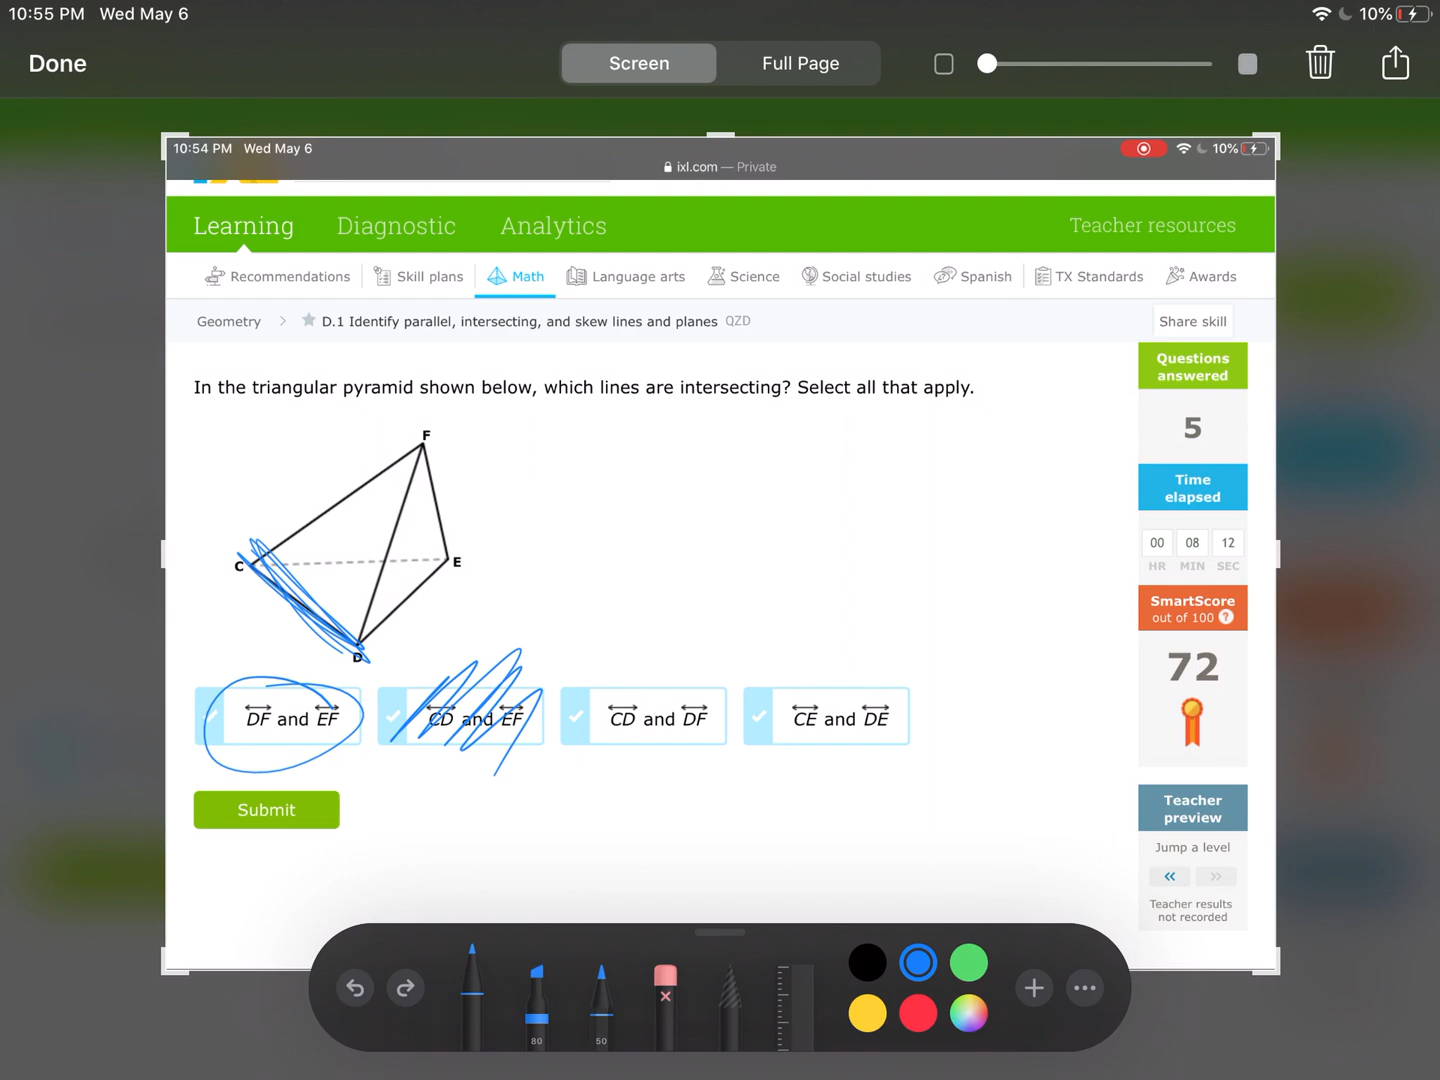 10:55 PM Wed May 6
10%
Done
Screen
Full Page
10:54 PM Wed May 6
10%
ixl.com — Private
Learning
Diagnostic
Analytics
Teacher resources
Recommendations
Skill plans
Math
Language arts
Science
Social studies
Spanish
TX Standards
Awards
Geometry > D.1 Identify parallel, intersecting, and skew lines and planes QZD
Share skill
In the triangular pyramid shown below, which lines are intersecting? Select all that apply.
F
C
E
D
DF and EF
CD and EF
CD and DF
CE and DE
Submit
Questions
answered
5
Time
elapsed
00 08 12
HR MIN SEC
SmartScore
out of 100 ?
72
Teacher
preview
Jump a level
Teacher results
not recorded
80
50